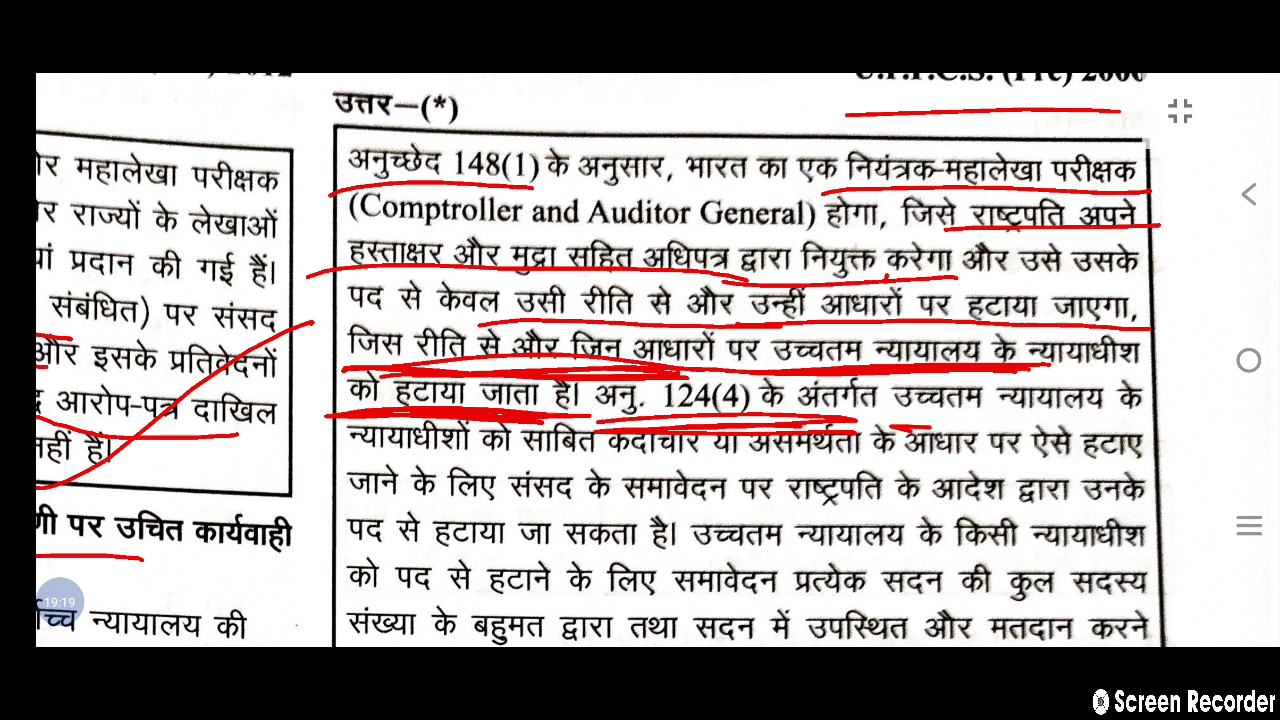 उत्तर–(*)
अनुच्छेद 148(1) के अनुसार, भारत का एक नियंत्रक-महालेखा परीक्षक
(Comptroller and Auditor General) होगा, जिसे राष्ट्रपति अपने
हस्ताक्षर और मुद्रा सहित अधिपत्र द्वारा नियुक्त करेगा और उसे उसके
पद से केवल उसी रीति से और उन्हीं आधारों पर हटाया जाएगा,
जिस रीति से और जिन आधारों पर उच्चतम न्यायालय के न्यायाधीश
को हटाया जाता है। अनु. 124(4) के अंतर्गत उच्चतम न्यायालय के
न्यायाधीशों को साबित कदाचार या असमर्थता के आधार पर ऐसे हटाए
जाने के लिए संसद के समावेदन पर राष्ट्रपति के आदेश द्वारा उनके
पद से हटाया जा सकता है। उच्चतम न्यायालय के किसी न्यायाधीश
को पद से हटाने के लिए समावेदन प्रत्येक सदन की कुल सदस्य
संख्या के बहुमत द्वारा तथा सदन में उपस्थित और मतदान करने
महालेखा परीक्षक
राज्यों के लेखाओं
प्रदान की गई हैं।
संबंधित) पर संसद
और इसके प्रतिवेदनों
आरोप-पत्र दाखिल
नहीं हैं।
पर उचित कार्यवाही
न्यायालय की
19:19
Screen Recorder